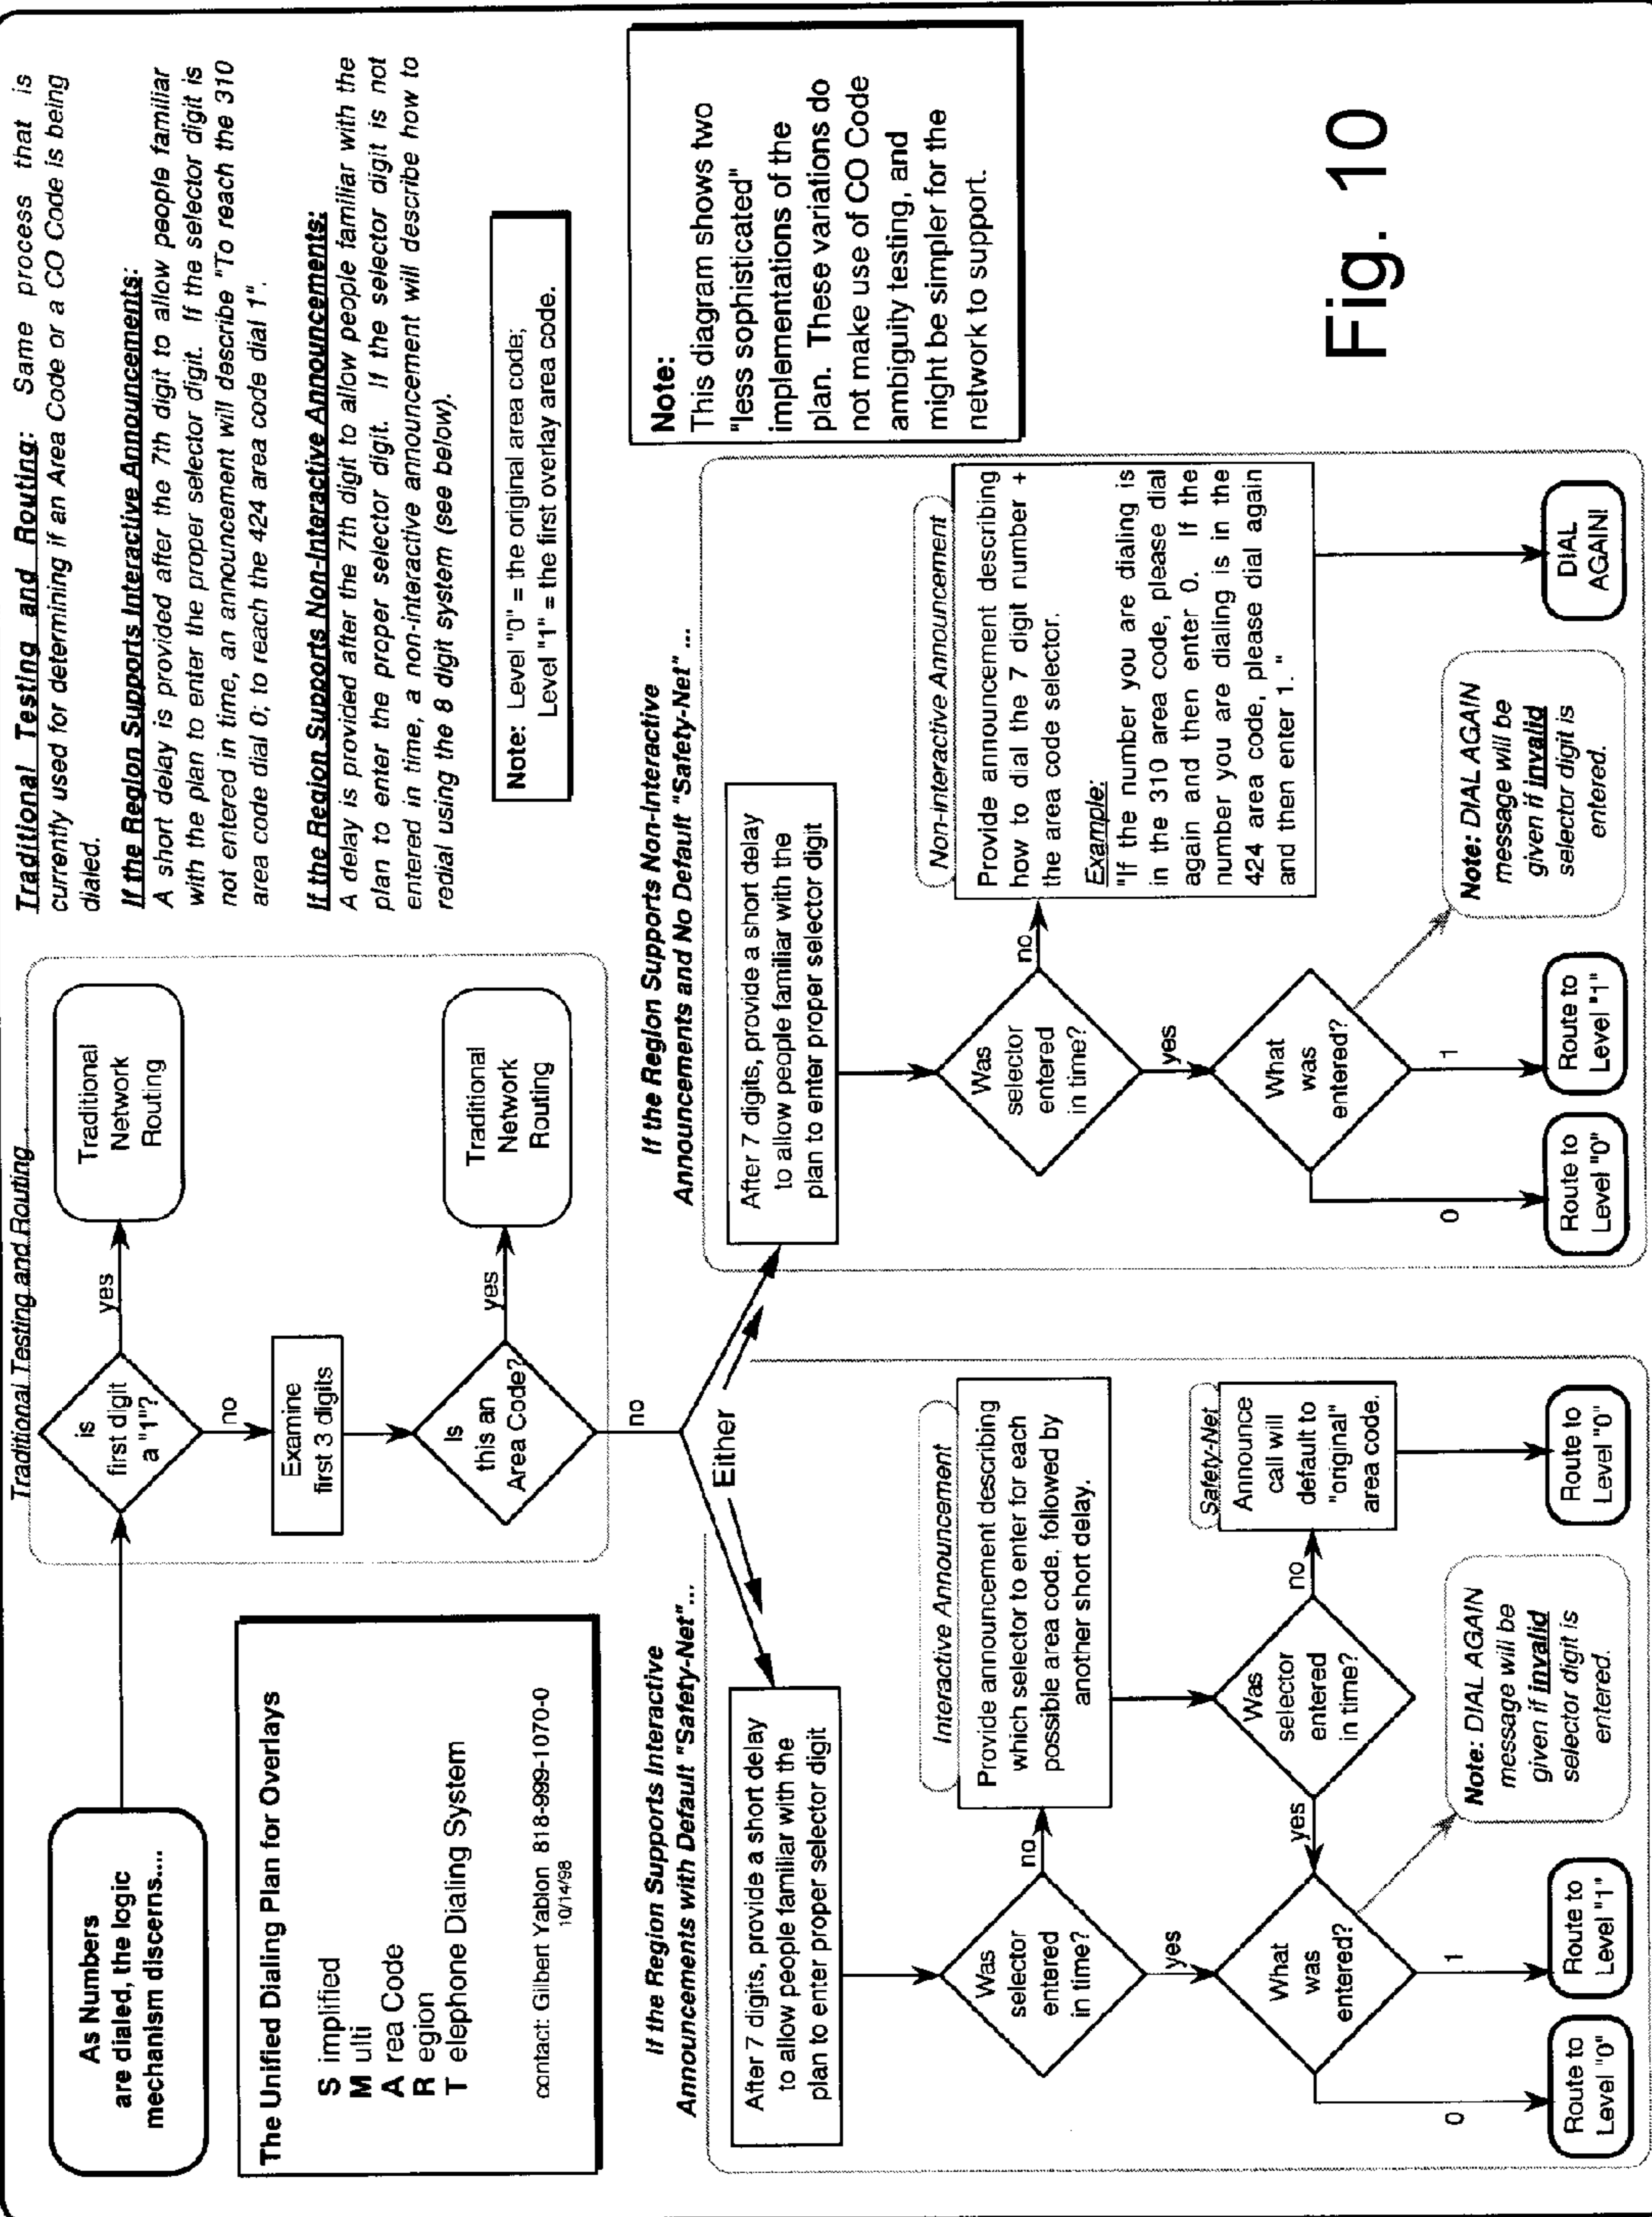 As Numbers
are dialed, the logic
mechanism discerns....
The Unified Dialing Plan for Overlays
S implified
M ulti
A rea Code
R egion
T elephone Dialing System
contact: Gilbert Yablon 818-999-1070-0
10/14/98
Traditional Testing and Routing
is
first digit
a "1"?
yes
Traditional
Network
Routing
no
Examine
first 3 digits
Is
this an
Area Code?
yes
Traditional
Network
Routing
no
Either
Traditional Testing and Routing: Same process that is
currently used for determining if an Area Code or a CO Code is being
dialed.
If the Region Supports Interactive Announcements:
A short delay is provided after the 7th digit to allow people familiar
with the plan to enter the proper selector digit. If the selector digit is
not entered in time, an announcement will describe "To reach the 310
area code dial 0; to reach the 424 area code dial 1".
If the Region Supports Non-Interactive Announcements:
A delay is provided after the 7th digit to allow people familiar with the
plan to enter the proper selector digit. If the selector digit is not
entered in time, a non-interactive announcement will describe how to
redial using the 8 digit system (see below).
Note: Level "0" = the original area code;
Level "1" = the first overlay area code.
If the Region Supports Interactive
Announcements with Default "Safety-Net"...
After 7 digits, provide a short delay
to allow people familiar with the
plan to enter proper selector digit
Was
selector
entered
in time?
no
Interactive Announcement
Provide announcement describing
which selector to enter for each
possible area code, followed by
another short delay.
yes
Was
selector
entered
in time?
no
Safety-Net
Announce
call will
default to
"original"
area code.
yes
What
was
entered?
Note: DIAL AGAIN
message will be
given if invalid
selector digit is
entered.
0
1
Route to
Level "0"
Route to
Level "1"
Route to
Level "0"
If the Region Supports Non-Interactive
Announcements and No Default "Safety-Net" ...
After 7 digits, provide a short delay
to allow people familiar with the
plan to enter proper selector digit
Was
selector
entered
in time?
no
Non-interactive Announcement
Provide announcement describing
how to dial the 7 digit number +
the area code selector.
Example:
"If the number you are dialing is
in the 310 area code, please dial
again and then enter 0. If the
number you are dialing is in the
424 area code, please dial again
and then enter 1. "
yes
What
was
entered?
Note: DIAL AGAIN
message will be
given if invalid
selector digit is
entered.
0
1
Route to
Level "0"
Route to
Level "1"
DIAL
AGAIN!
Note:
This diagram shows two
"less sophisticated"
implementations of the
plan. These variations do
not make use of CO Code
ambiguity testing, and
might be simpler for the
network to support.
Fig. 10